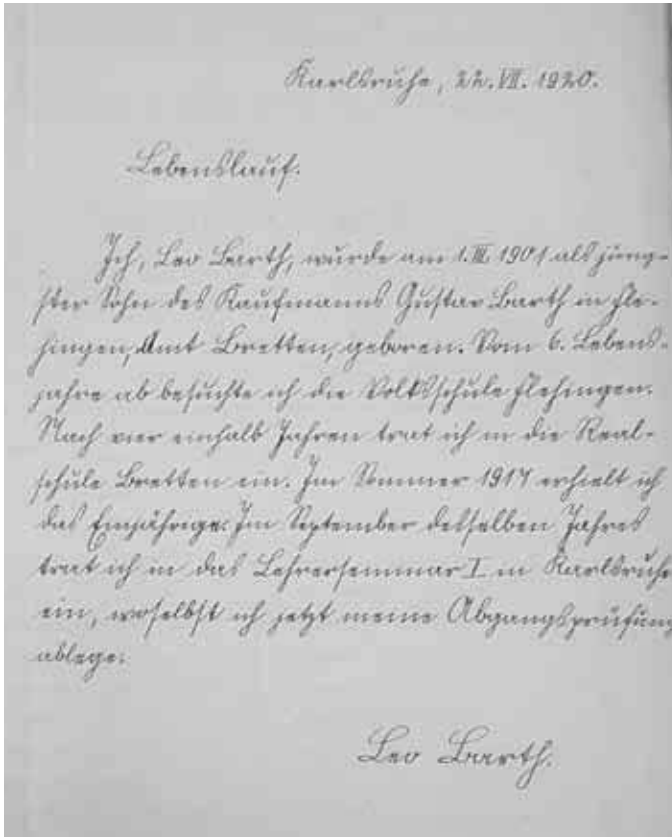 Karlsruhe, 22. VII. 1920.
Lebenslauf.
Ich, Leo Barth, wurde am 1. III. 1901 als jüng-
ster Sohn des Kaufmanns Gustav Barth in Fle-
hingen, Amt Bretten, geboren. Vom 6. Lebens-
jahre ab besuchte ich die Volksschule Flehingen.
Nach vier einhalb Jahren trat ich in die Real-
schule Bretten ein. Im Sommer 1917 erhielt ich
das Einjährige. Im September desselben Jahres
trat ich in das Lehrerseminar I in Karlsruhe
ein, woselbst ich jetzt meine Abgangsprüfung
ablege.
Leo Barth.